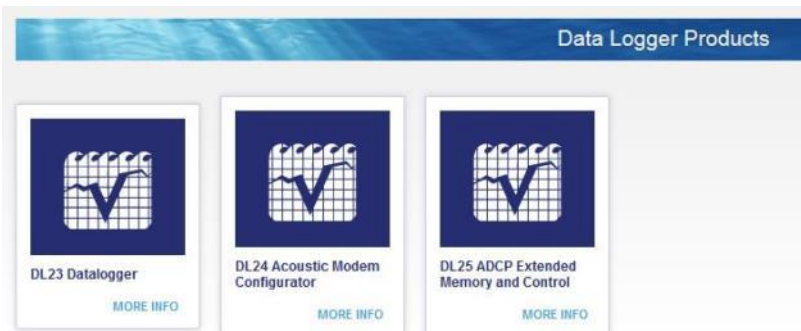 Data Logger Products
DL23 Datalogger
MORE INFO
DL24 Acoustic Modem
Configurator
MORE INFO
DL25 ADCP Extended
Memory and Control
MORE INFO